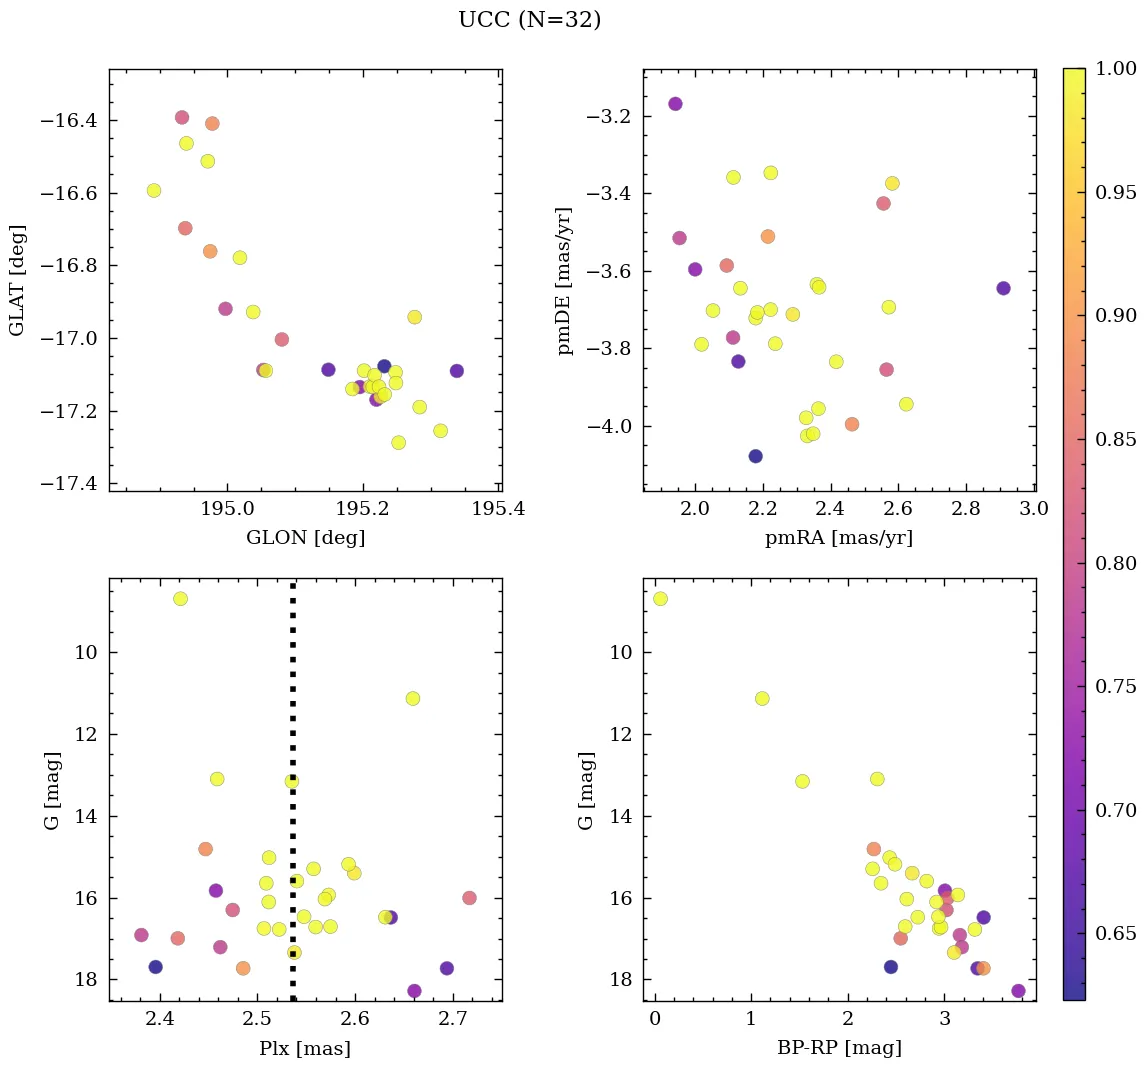 UCC (N=32)
−16.4
−16.6
−16.8
−17.0
−17.2
−17.4
GLAT [deg]
195.0 195.2 195.4
GLON [deg]
−3.2
−3.4
−3.6
−3.8
−4.0
pmDE [mas/yr]
2.0 2.2 2.4 2.6 2.8 3.0
pmRA [mas/yr]
10
12
14
16
18
G [mag]
2.4 2.5 2.6 2.7
Plx [mas]
10
12
14
16
18
G [mag]
0 1 2 3
BP-RP [mag]
1.00
0.95
0.90
0.85
0.80
0.75
0.70
0.65